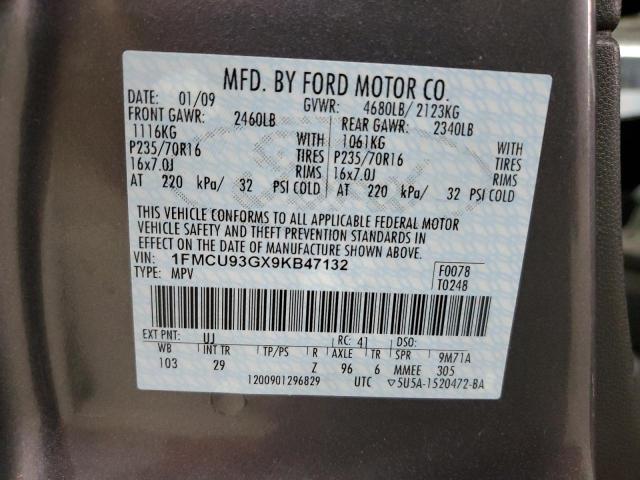 MFD. BY FORD MOTOR CO.
DATE: 01/09 GVWR: 4680LB/ 2123KG
FRONT GAWR: 2460LB REAR GAWR: 2340LB
1116KG WITH 1061KG WITH
P235/70R16 TIRES P235/70R16 TIRES
16x7.0J RIMS 16x7.0J RIMS
AT 220 kPa/ 32 PSI COLD AT 220 kPa/ 32 PSI COLD
THIS VEHICLE CONFORMS TO ALL APPLICABLE FEDERAL MOTOR
VEHICLE SAFETY AND THEFT PREVENTION STANDARDS IN
EFFECT ON THE DATE OF MANUFACTURE SHOWN ABOVE.
VIN: 1FMCU93GX9KB47132 F0078
TYPE: MPV T0248
EXT PNT: UJ RC: 41 DSO:
WB INT TR TP/PS R AXLE TR SPR 9M71A
103 29 Z 96 6 MMEE 305
1200901296829 UTC ▽5U5A-1520472-BA